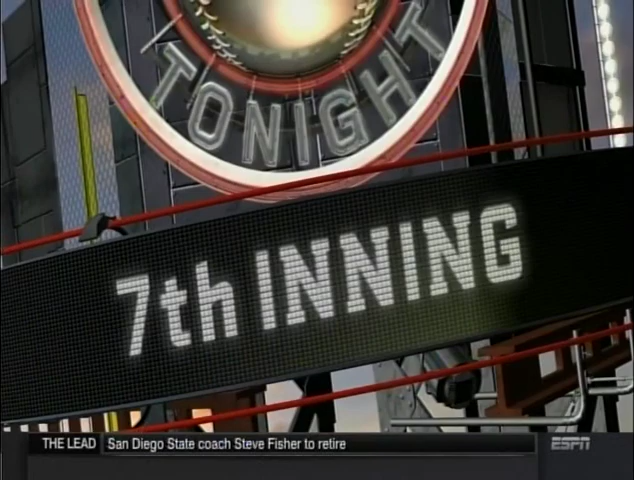 TONIGHT
7th INNING
THE LEAD San Diego State coach Steve Fisher to retire ESPN